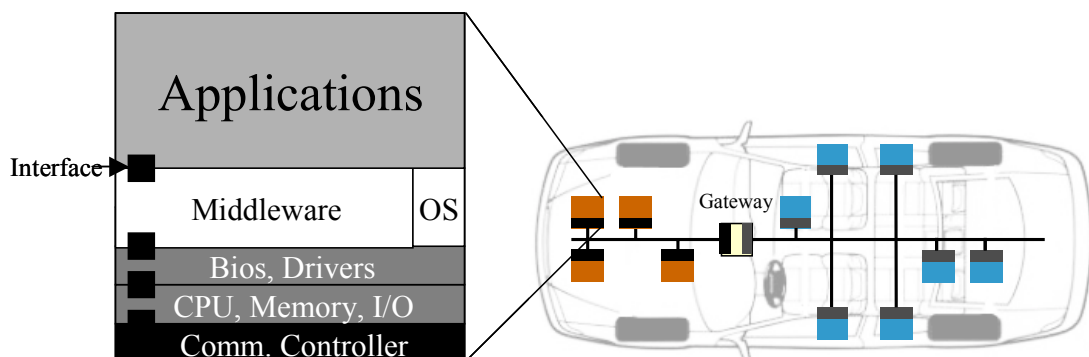 Applications
Interface
Middleware
OS
Bios, Drivers
CPU, Memory, I/O
Comm. Controller
Gateway